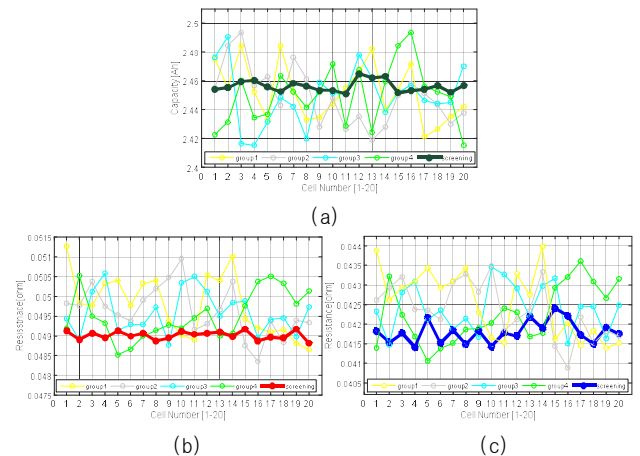 2.5
2.48
2.46
2.44
2.42
2.4
Capacity [Ah]
0 1 2 3 4 5 6 7 8 9 10 11 12 13 14 15 16 17 18 19 20
group1 group2 group3 group4 screening
Cell Number [1-20]
(a)
0.0515
0.051
0.0505
0.05
0.0495
0.049
0.0485
0.048
0.0475
Resisstnace[ohm]
group1 group2 group3 group4 screening
0 1 2 3 4 5 6 7 8 9 10 11 12 13 14 15 16 17 18 19 20
Cell Number [1-20]
(b)
0.044
0.0435
0.043
0.0425
0.042
0.0415
0.041
0.0405
Resistance[ohm]
group1 group2 group3 group4 screening
0 1 2 3 4 5 6 7 8 9 10 11 12 13 14 15 16 17 18 19 20
Cell Number [1-20]
(c)